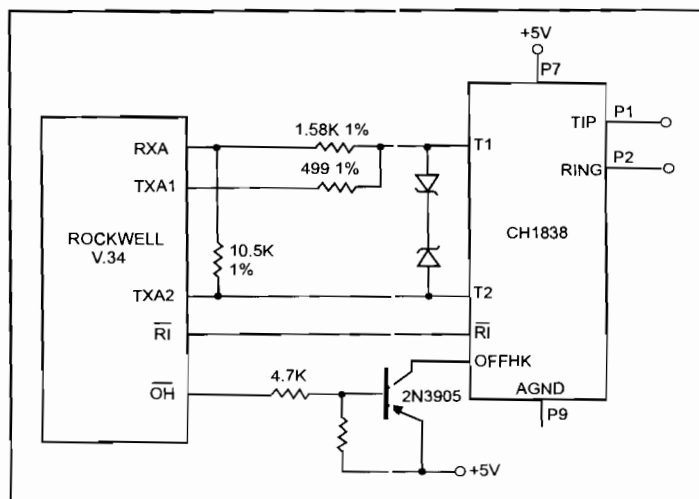 +5V
P7
RXA
1.58K 1%
T1
TIP
P1
TXA1
499 1%
RING
P2
ROCKWELL
V.34
10.5K
1%
CH1838
TXA2
T2
RI
RI
OFFHK
4.7K
OH
2N3905
AGND
P9
+5V